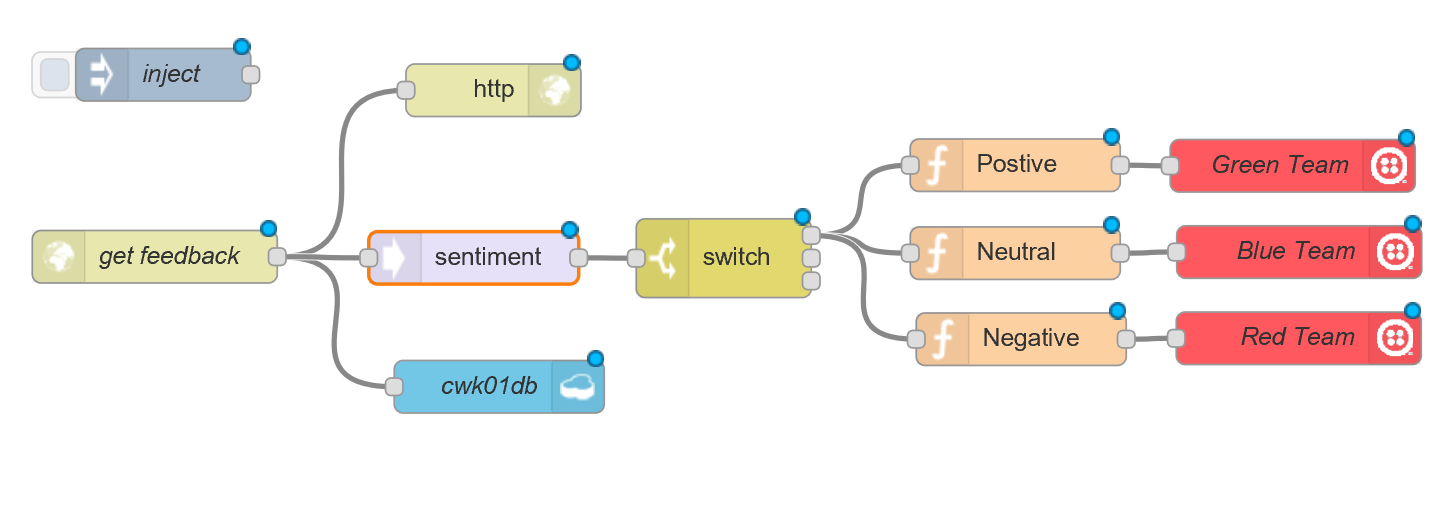 inject
http
Postive
Green Team
get feedback
sentiment
switch
Neutral
Blue Team
Negative
Red Team
cwk01db